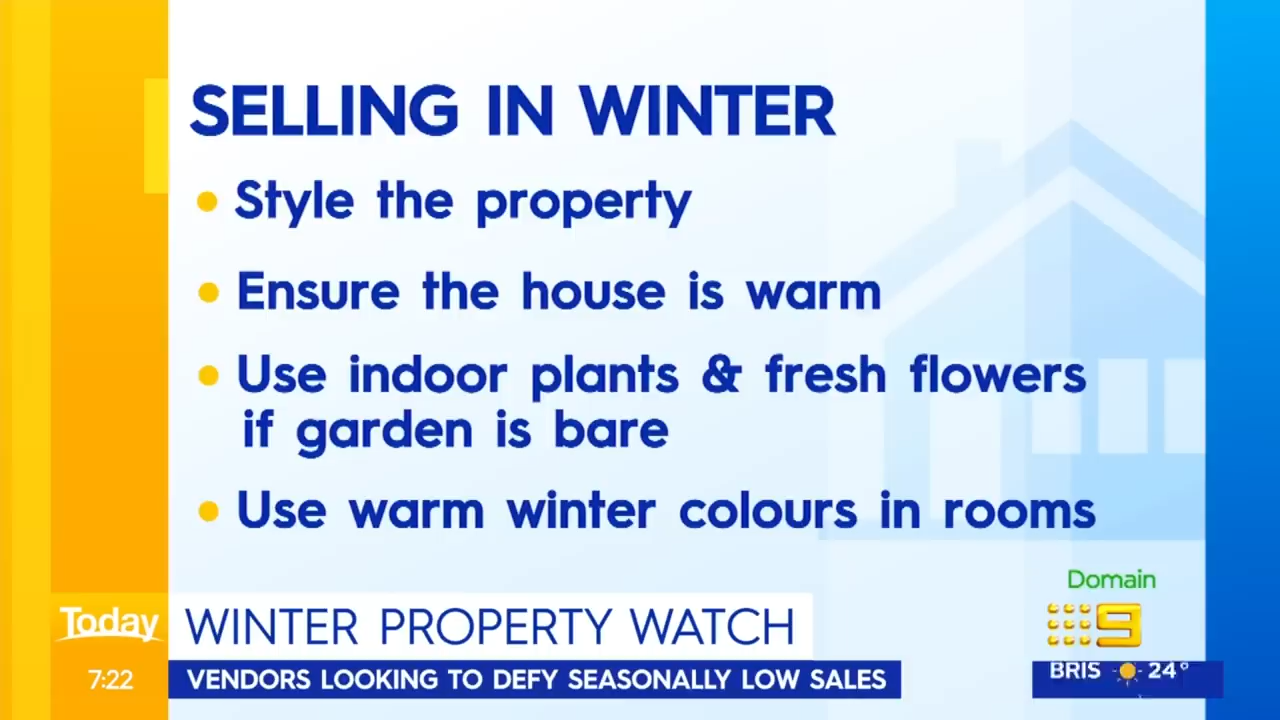 SELLING IN WINTER
Style the property
Ensure the house is warm
Use indoor plants & fresh flowers
if garden is bare
Use warm winter colours in rooms
Domain
Today
WINTER PROPERTY WATCH
9
7:22
VENDORS LOOKING TO DEFY SEASONALLY LOW SALES
BRIS 24°